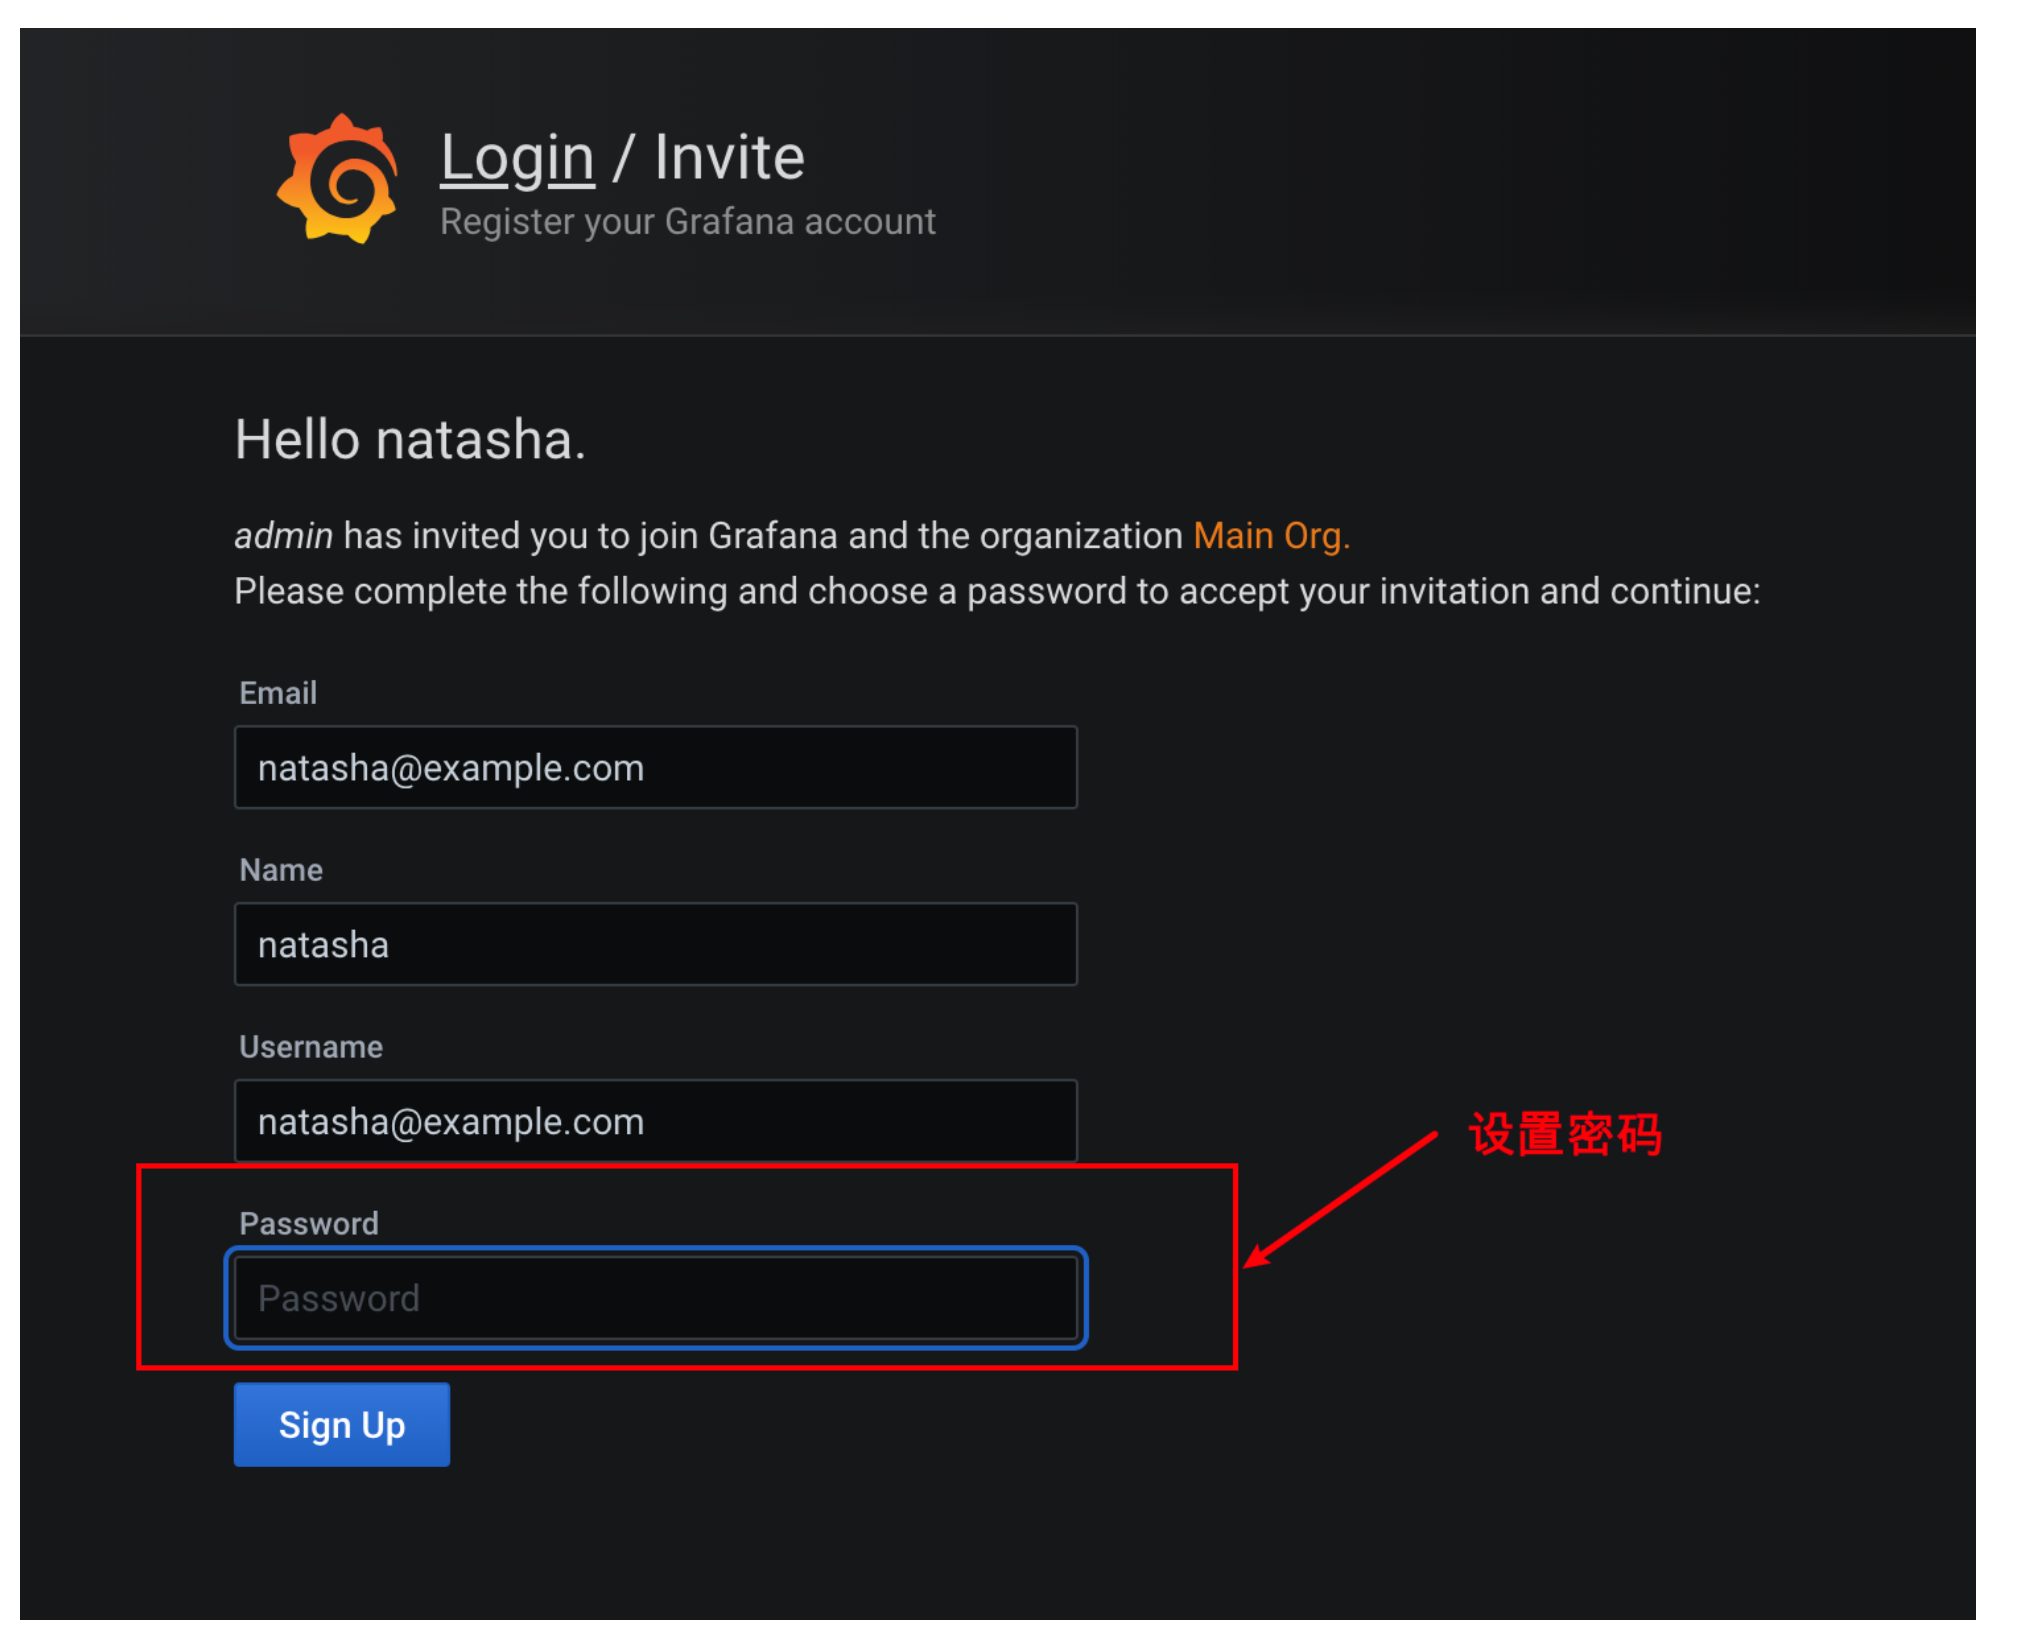 Login / Invite
Register your Grafana account
Hello natasha.
admin has invited you to join Grafana and the organization Main Org.
Please complete the following and choose a password to accept your invitation and continue:
Email
natasha@example.com
Name
natasha
Username
natasha@example.com
设置密码
Password
Password
Sign Up